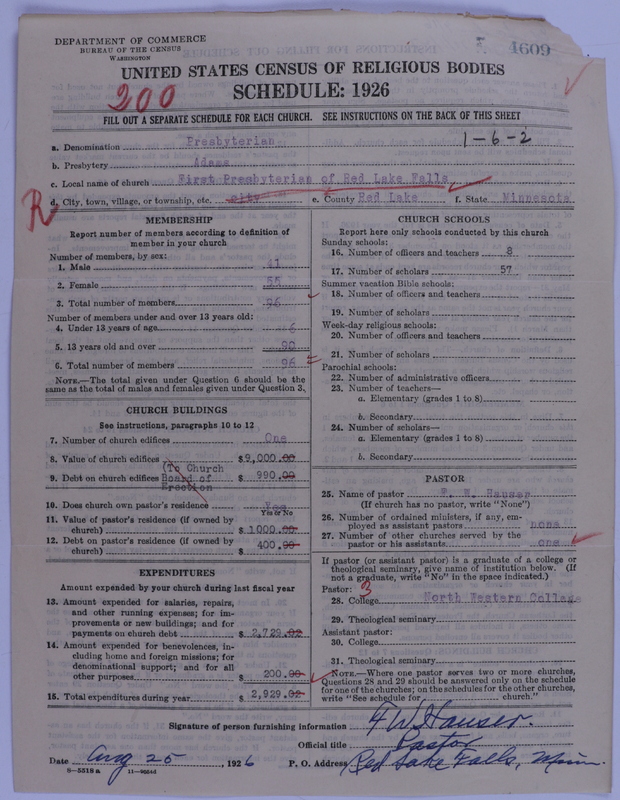 DEPARTMENT OF COMMERCE
BUREAU OF THE CENSUS
WASHINGTON
4609
UNITED STATES CENSUS OF RELIGIOUS BODIES
200
SCHEDULE: 1926
FILL OUT A SEPARATE SCHEDULE FOR EACH CHURCH. SEE INSTRUCTIONS ON THE BACK OF THIS SHEET
1-6-2
a. Denomination Presbyterian
b. Presbytery Adams
c. Local name of church First Presbyterian of Red Lake Falls
R
d. City, town, village, or township, etc. city e. County Red Lake f. State Minnesota
MEMBERSHIP
Report number of members according to definition of
member in your church
Number of members, by sex:
1. Male 41
2. Female 55
3. Total number of members 96
Number of members under and over 13 years old:
4. Under 13 years of age 6
5. 13 years old and over 90
6. Total number of members 96
NOTE.—The total given under Question 6 should be the
same as the total of males and females given under Question 3.
CHURCH BUILDINGS
See instructions, paragraphs 10 to 12
7. Number of church edifices One
8. Value of church edifices $9,000.00
(To Church
9. Debt on church edifices Board of $ 990.00
Erection
10. Does church own pastor's residence Yes
Yes or No
11. Value of pastor's residence (if owned by
church) $ 1000.00
12. Debt on pastor's residence (if owned by
church) $ 400.00
EXPENDITURES
Amount expended by your church during last fiscal year
13. Amount expended for salaries, repairs,
and other running expenses; for im-
provements or new buildings; and for
payments on church debt $ 2,729.02
14. Amount expended for benevolences, in-
cluding home and foreign missions; for
denominational support; and for all
other purposes $ 200.00
15. Total expenditures during year $ 2,929.02
CHURCH SCHOOLS
Report here only schools conducted by this church
Sunday schools:
16. Number of officers and teachers 8
17. Number of scholars 57
Summer vacation Bible schools:
18. Number of officers and teachers
19. Number of scholars
Week-day religious schools:
20. Number of officers and teachers
21. Number of scholars
Parochial schools:
22. Number of administrative officers
23. Number of teachers—
a. Elementary (grades 1 to 8)
b. Secondary
24. Number of scholars—
a. Elementary (grades 1 to 8)
b. Secondary
PASTOR
25. Name of pastor F. W. Hauser
(If church has no pastor, write "None")
26. Number of ordained ministers, if any, em-
ployed as assistant pastors none
27. Number of other churches served by the
pastor or his assistants one
If pastor (or assistant pastor) is a graduate of a college or
theological seminary, give name of institution below. (If
not a graduate, write "No" in the space indicated.)
Pastor: 3
28. College North Western College
29. Theological seminary
Assistant pastor:
30. College
31. Theological seminary
NOTE.—Where one pastor serves two or more churches,
Questions 28 and 29 should be answered only on the schedule
for one of the churches; on the schedules for the other churches,
write "See schedule for church."
Signature of person furnishing information F W Hauser.
Official title Pastor
Date Aug 25, 1926 P. O. Address Red Lake Falls, Minn.
8—5518 a